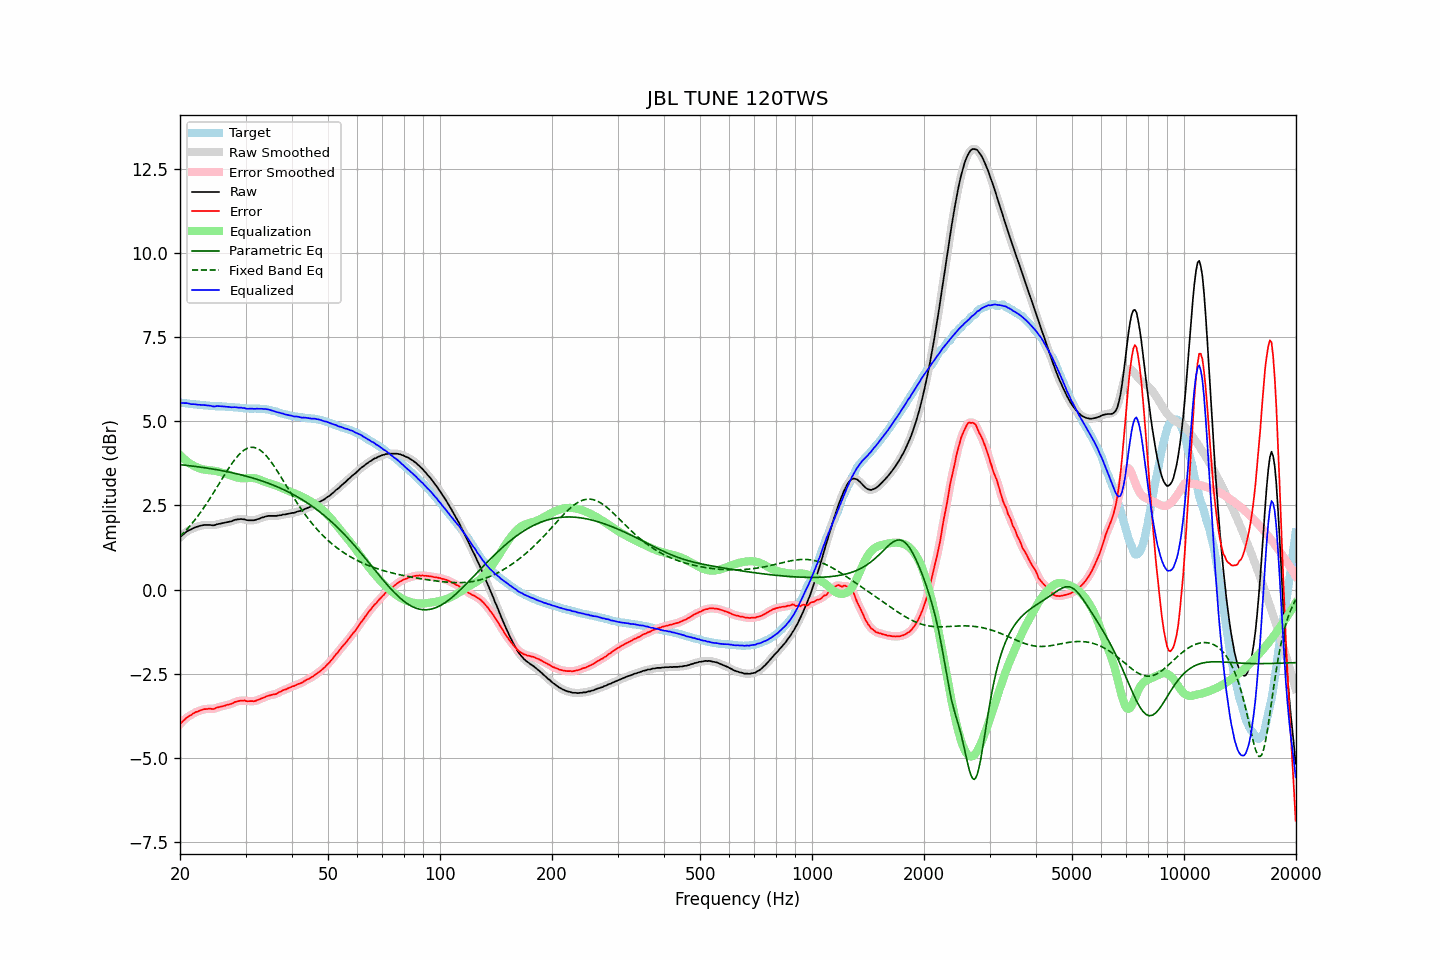 JBL TUNE 120TWS
Target
Raw Smoothed
Error Smoothed
Raw
Error
Equalization
Parametric Eq
Fixed Band Eq
Equalized
Amplitude (dBr)
12.5
10.0
7.5
5.0
2.5
0.0
−2.5
−5.0
−7.5
20 50 100 200 500 1000 2000 5000 10000 20000
Frequency (Hz)